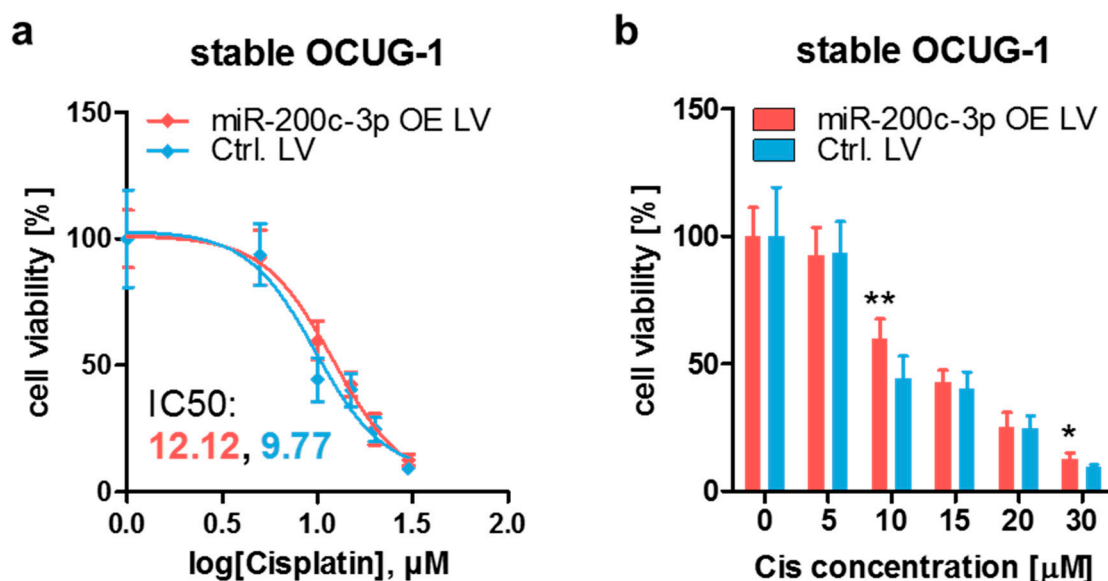 a
stable OCUG-1
150
100
50
0
cell viability [%]
miR-200c-3p OE LV
Ctrl. LV
IC50:
12.12, 9.77
0.0 0.5 1.0 1.5 2.0
log[Cisplatin], µM
b
stable OCUG-1
150
100
50
0
cell viability [%]
miR-200c-3p OE LV
Ctrl. LV
**
*
0 5 10 15 20 30
Cis concentration [µM]